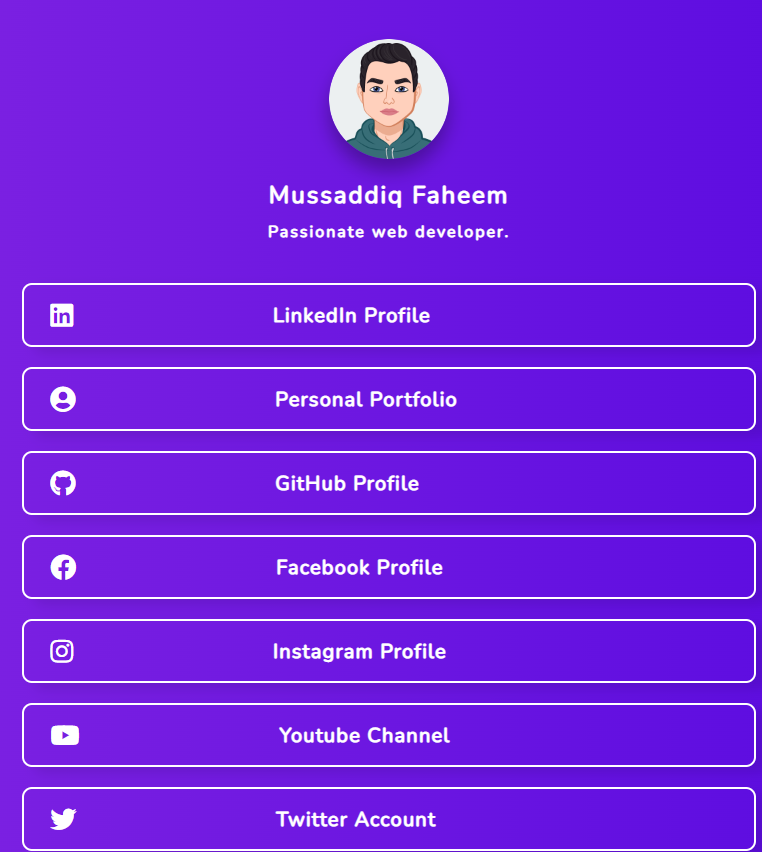 Mussaddiq Faheem
Passionate web developer.
LinkedIn Profile
Personal Portfolio
GitHub Profile
Facebook Profile
Instagram Profile
Youtube Channel
Twitter Account